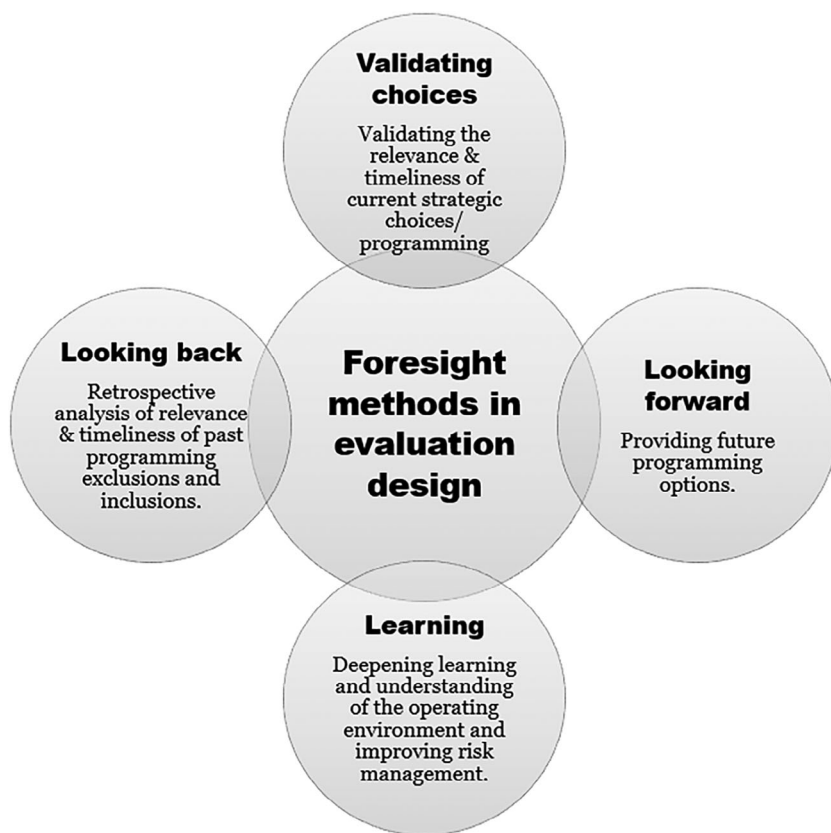 Validating
choices
Validating the
relevance &
timeliness of
current strategic
choices/
programming
Looking back
Retrospective
analysis of relevance
& timeliness of past
programming
exclusions and
inclusions.
Foresight
methods in
evaluation
design
Looking
forward
Providing future
programming
options.
Learning
Deepening learning
and understanding
of the operating
environment and
improving risk
management.